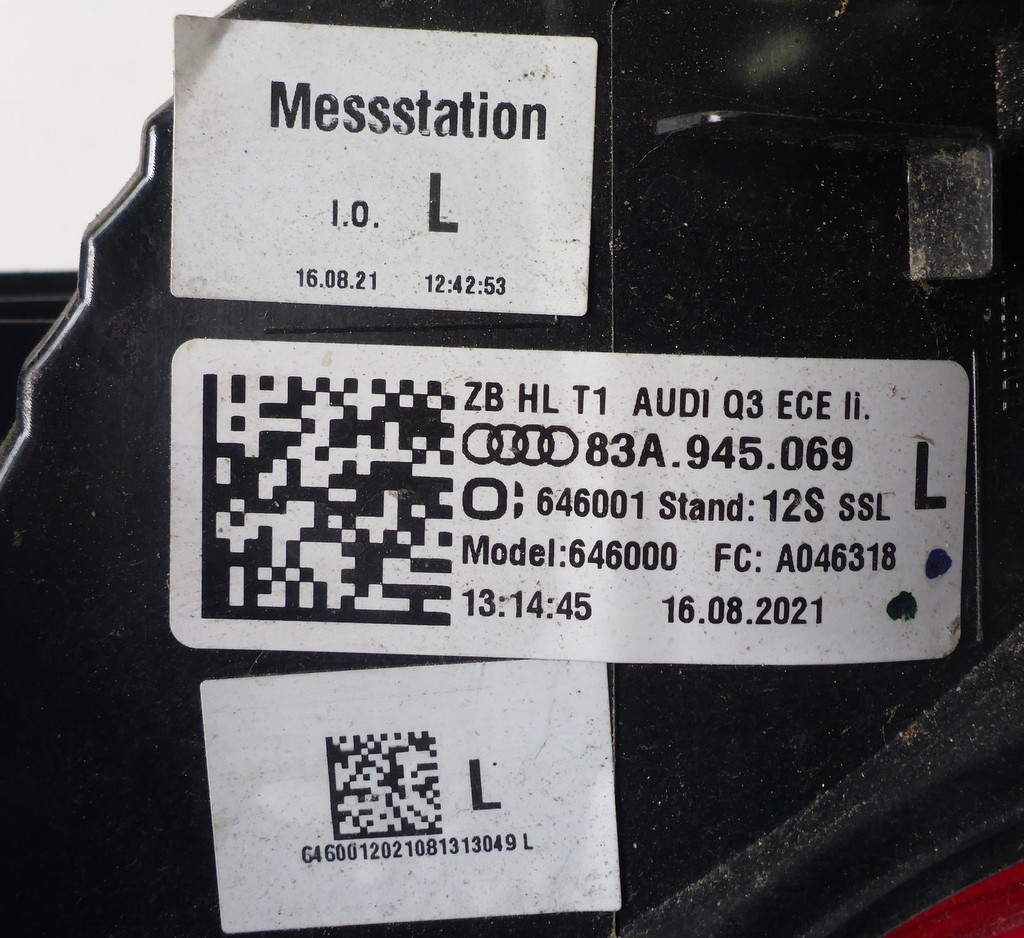 Messstation
I.O. L
16.08.21 12:42:53
ZB HL T1 AUDI Q3 ECE li.
83A.945.069 L
O; 646001 Stand: 12S SSL
Model:646000 FC: A046318
13:14:45 16.08.2021
L
6460012021081313049 L